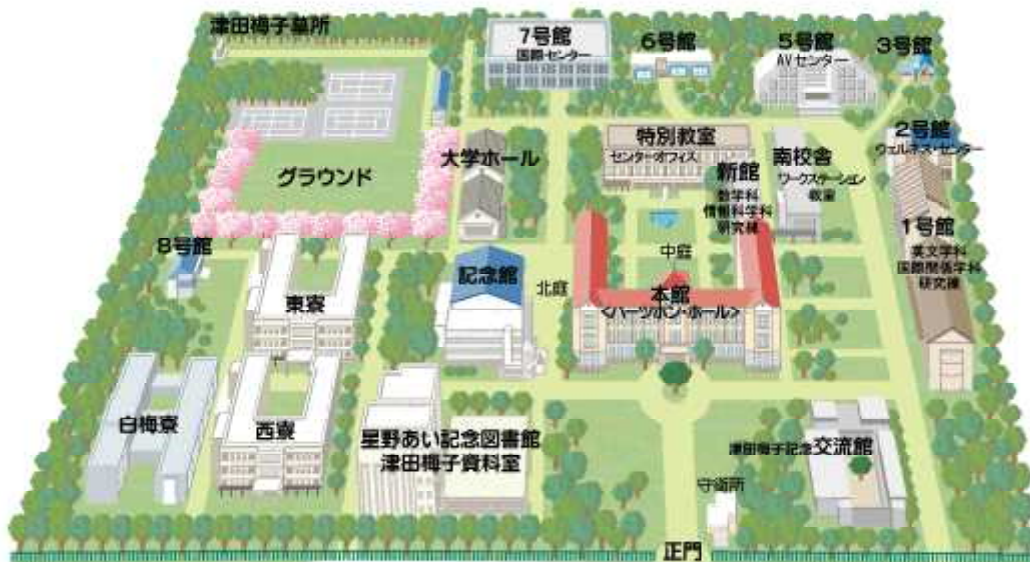 津田梅子墓所
7号館
国際センター
6号館
5号館
AVセンター
3号館
2号館
ウェルネス・センター
大学ホール
特別教室
センターオフィス
南校舎
ワークステーション
教室
グラウンド
新館
数学科
情報科学科
研究棟
1号館
英文学科
国際関係学科
研究棟
8号館
中庭
記念館
北庭
本館
<ハーツホン・ホール>
東寮
白梅寮
西寮
星野あい記念図書館
津田梅子資料室
津田梅子記念交流館
守衛所
正門